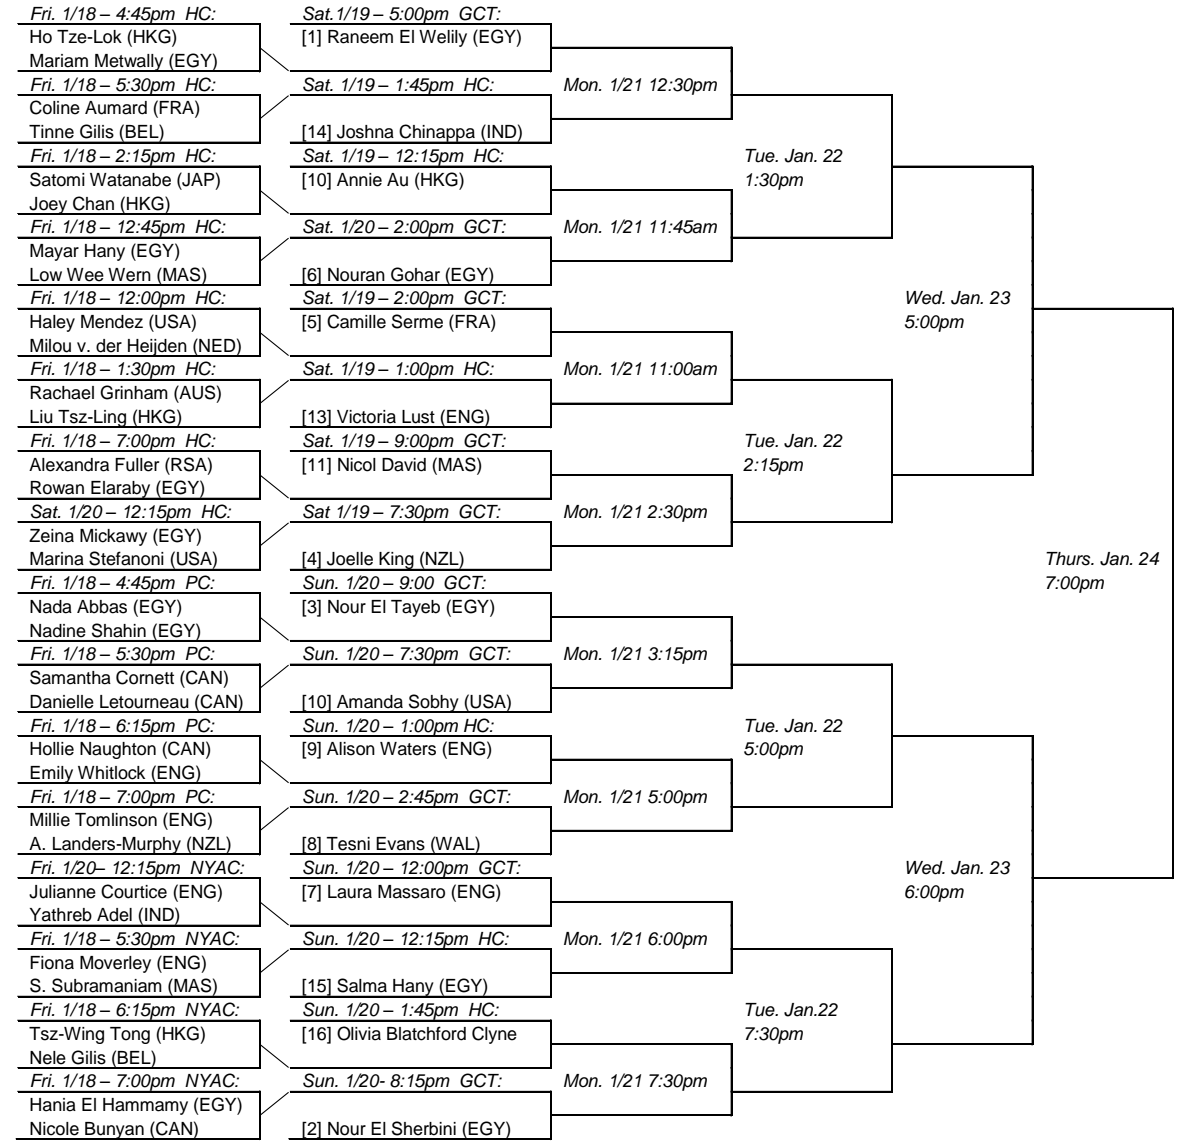 Fri. 1/18 – 4:45pm HC:
Ho Tze-Lok (HKG)
Mariam Metwally (EGY)
Fri. 1/18 – 5:30pm HC:
Coline Aumard (FRA)
Tinne Gilis (BEL)
Fri. 1/18 – 2:15pm HC:
Satomi Watanabe (JAP)
Joey Chan (HKG)
Fri. 1/18 – 12:45pm HC:
Mayar Hany (EGY)
Low Wee Wern (MAS)
Fri. 1/18 – 12:00pm HC:
Haley Mendez (USA)
Milou v. der Heijden (NED)
Fri. 1/18 – 1:30pm HC:
Rachael Grinham (AUS)
Liu Tsz-Ling (HKG)
Fri. 1/18 – 7:00pm HC:
Alexandra Fuller (RSA)
Rowan Elaraby (EGY)
Sat. 1/20 – 12:15pm HC:
Zeina Mickawy (EGY)
Marina Stefanoni (USA)
Fri. 1/18 – 4:45pm PC:
Nada Abbas (EGY)
Nadine Shahin (EGY)
Fri. 1/18 – 5:30pm PC:
Samantha Cornett (CAN)
Danielle Letourneau (CAN)
Fri. 1/18 – 6:15pm PC:
Hollie Naughton (CAN)
Emily Whitlock (ENG)
Fri. 1/18 – 7:00pm PC:
Millie Tomlinson (ENG)
A. Landers-Murphy (NZL)
Fri. 1/20– 12:15pm NYAC:
Julianne Courtice (ENG)
Yathreb Adel (IND)
Fri. 1/18 – 5:30pm NYAC:
Fiona Moverley (ENG)
S. Subramaniam (MAS)
Fri. 1/18 – 6:15pm NYAC:
Tsz-Wing Tong (HKG)
Nele Gilis (BEL)
Fri. 1/18 – 7:00pm NYAC:
Hania El Hammamy (EGY)
Nicole Bunyan (CAN)
Sat.1/19 – 5:00pm GCT:
[1] Raneem El Welily (EGY)
Sat. 1/19 – 1:45pm HC:
[14] Joshna Chinappa (IND)
Sat. 1/19 – 12:15pm HC:
[10] Annie Au (HKG)
Sat. 1/20 – 2:00pm GCT:
[6] Nouran Gohar (EGY)
Sat. 1/19 – 2:00pm GCT:
[5] Camille Serme (FRA)
Sat. 1/19 – 1:00pm HC:
[13] Victoria Lust (ENG)
Sat. 1/19 – 9:00pm GCT:
[11] Nicol David (MAS)
Sat 1/19 – 7:30pm GCT:
[4] Joelle King (NZL)
Sun. 1/20 – 9:00 GCT:
[3] Nour El Tayeb (EGY)
Sun. 1/20 – 7:30pm GCT:
[10] Amanda Sobhy (USA)
Sun. 1/20 – 1:00pm HC:
[9] Alison Waters (ENG)
Sun. 1/20 – 2:45pm GCT:
[8] Tesni Evans (WAL)
Sun. 1/20 – 12:00pm GCT:
[7] Laura Massaro (ENG)
Sun. 1/20 – 12:15pm HC:
[15] Salma Hany (EGY)
Sun. 1/20 – 1:45pm HC:
[16] Olivia Blatchford Clyne
Sun. 1/20- 8:15pm GCT:
[2] Nour El Sherbini (EGY)
Mon. 1/21 12:30pm
Mon. 1/21 11:45am
Mon. 1/21 11:00am
Mon. 1/21 2:30pm
Mon. 1/21 3:15pm
Mon. 1/21 5:00pm
Mon. 1/21 6:00pm
Mon. 1/21 7:30pm
Tue. Jan. 22
1:30pm
Tue. Jan. 22
2:15pm
Tue. Jan. 22
5:00pm
Tue. Jan.22
7:30pm
Wed. Jan. 23
5:00pm
Wed. Jan. 23
6:00pm
Thurs. Jan. 24
7:00pm